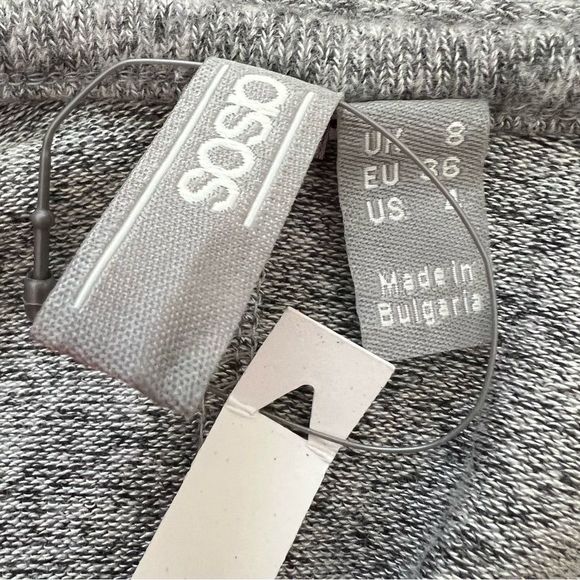 asos
UK 8
EU 36
US 4
Made in
Bulgaria